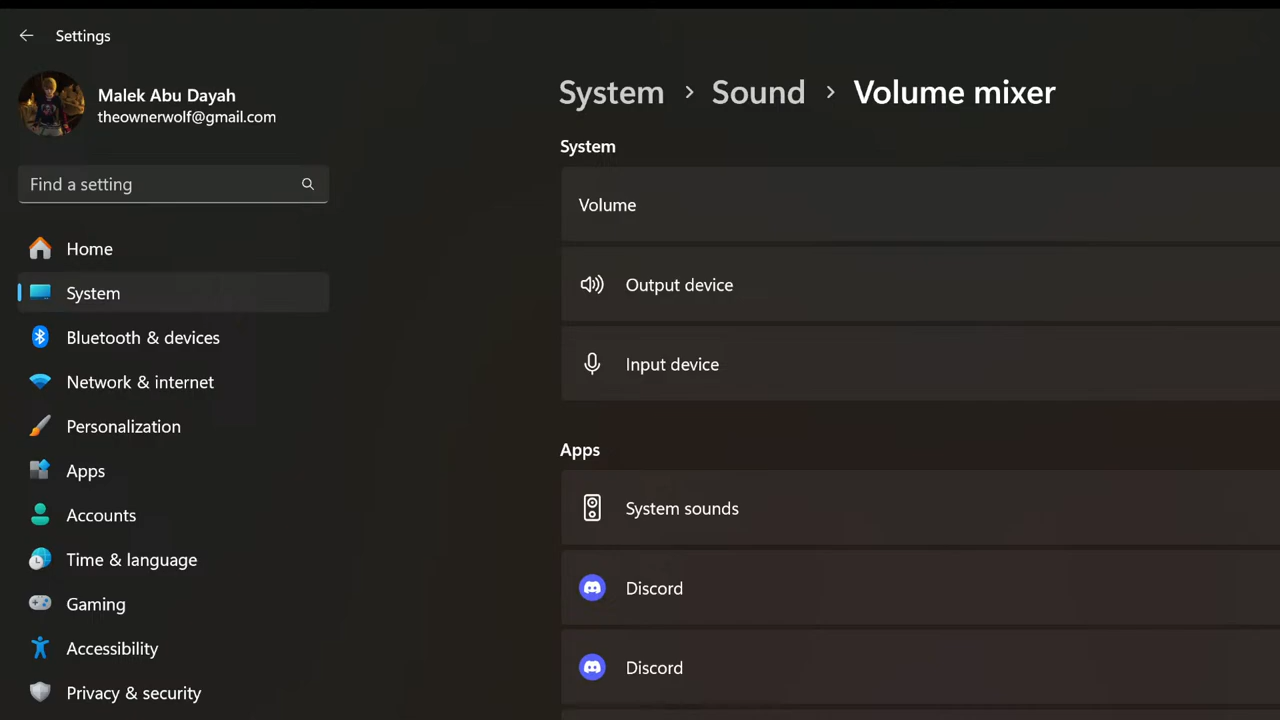 Settings
Malek Abu Dayah
theownerwolf@gmail.com
Find a setting
Home
System
Bluetooth & devices
Network & internet
Personalization
Apps
Accounts
Time & language
Gaming
Accessibility
Privacy & security
System > Sound > Volume mixer
System
Volume
Output device
Input device
Apps
System sounds
Discord
Discord